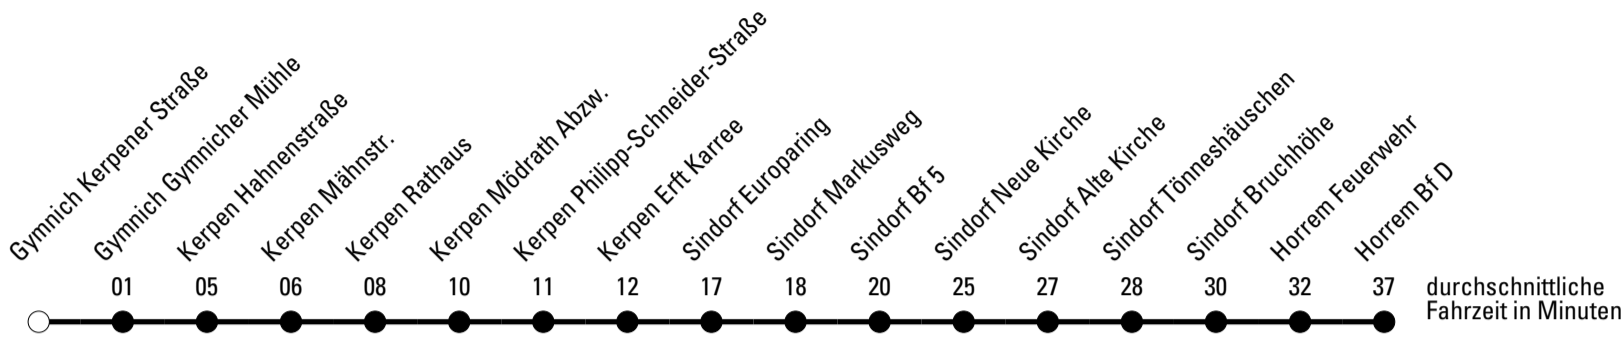 Gymnich Kerpener Straße
Gymnich Gymnicher Mühle
Kerpen Hahnenstraße
Kerpen Mähnstr.
Kerpen Rathaus
Kerpen Mödrath Abzw.
Kerpen Philipp-Schneider-Straße
Kerpen Erft Karree
Sindorf Europaring
Sindorf Markusweg
Sindorf Bf 5
Sindorf Neue Kirche
Sindorf Alte Kirche
Sindorf Tönneshäuschen
Sindorf Bruchhöhe
Horrem Feuerwehr
Horrem Bf D
01 05 06 08 10 11 12 17 18 20 25 27 28 30 32 37
durchschnittliche
Fahrzeit in Minuten